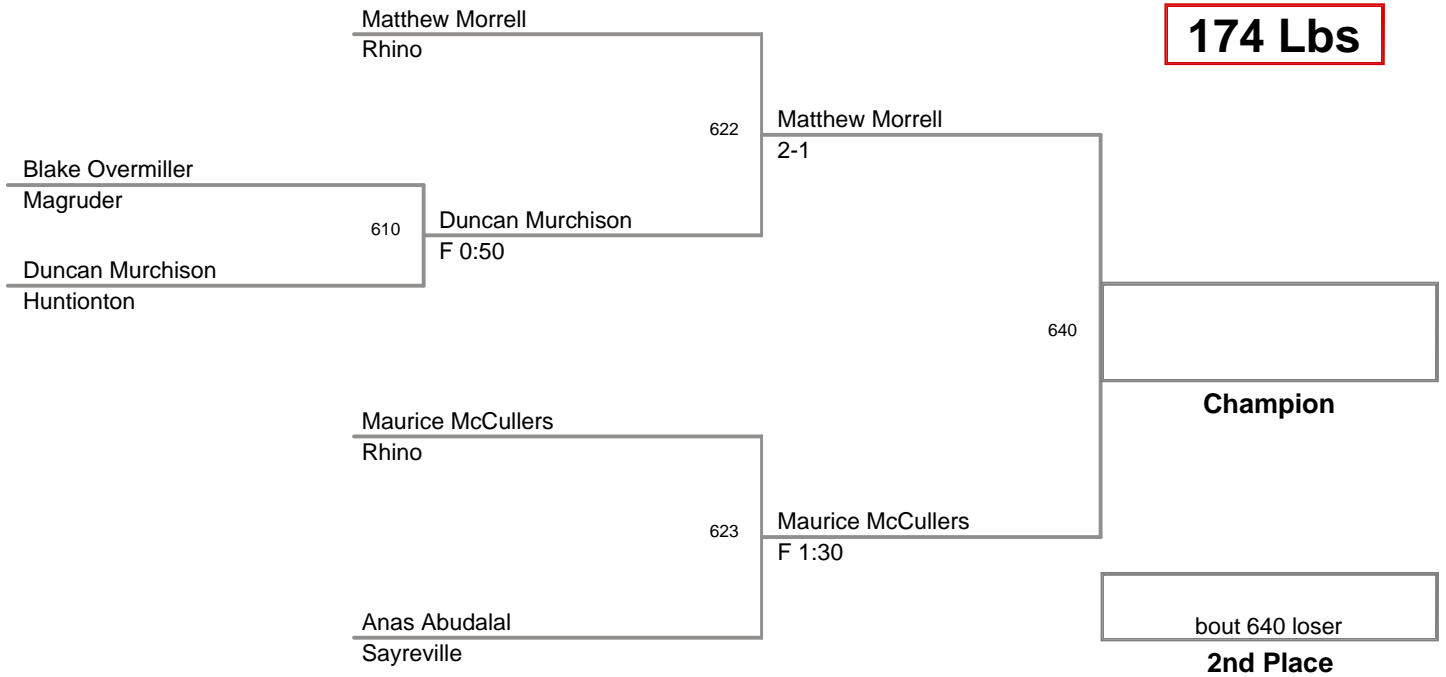 174 Lbs
Matthew Morrell
Rhino
622
Matthew Morrell
2-1
Blake Overmiller
Magruder
610
Duncan Murchison
F 0:50
Duncan Murchison
Huntionton
640
Champion
Maurice McCullers
Rhino
623
Maurice McCullers
F 1:30
Anas Abudalal
Sayreville
bout 640 loser
2nd Place